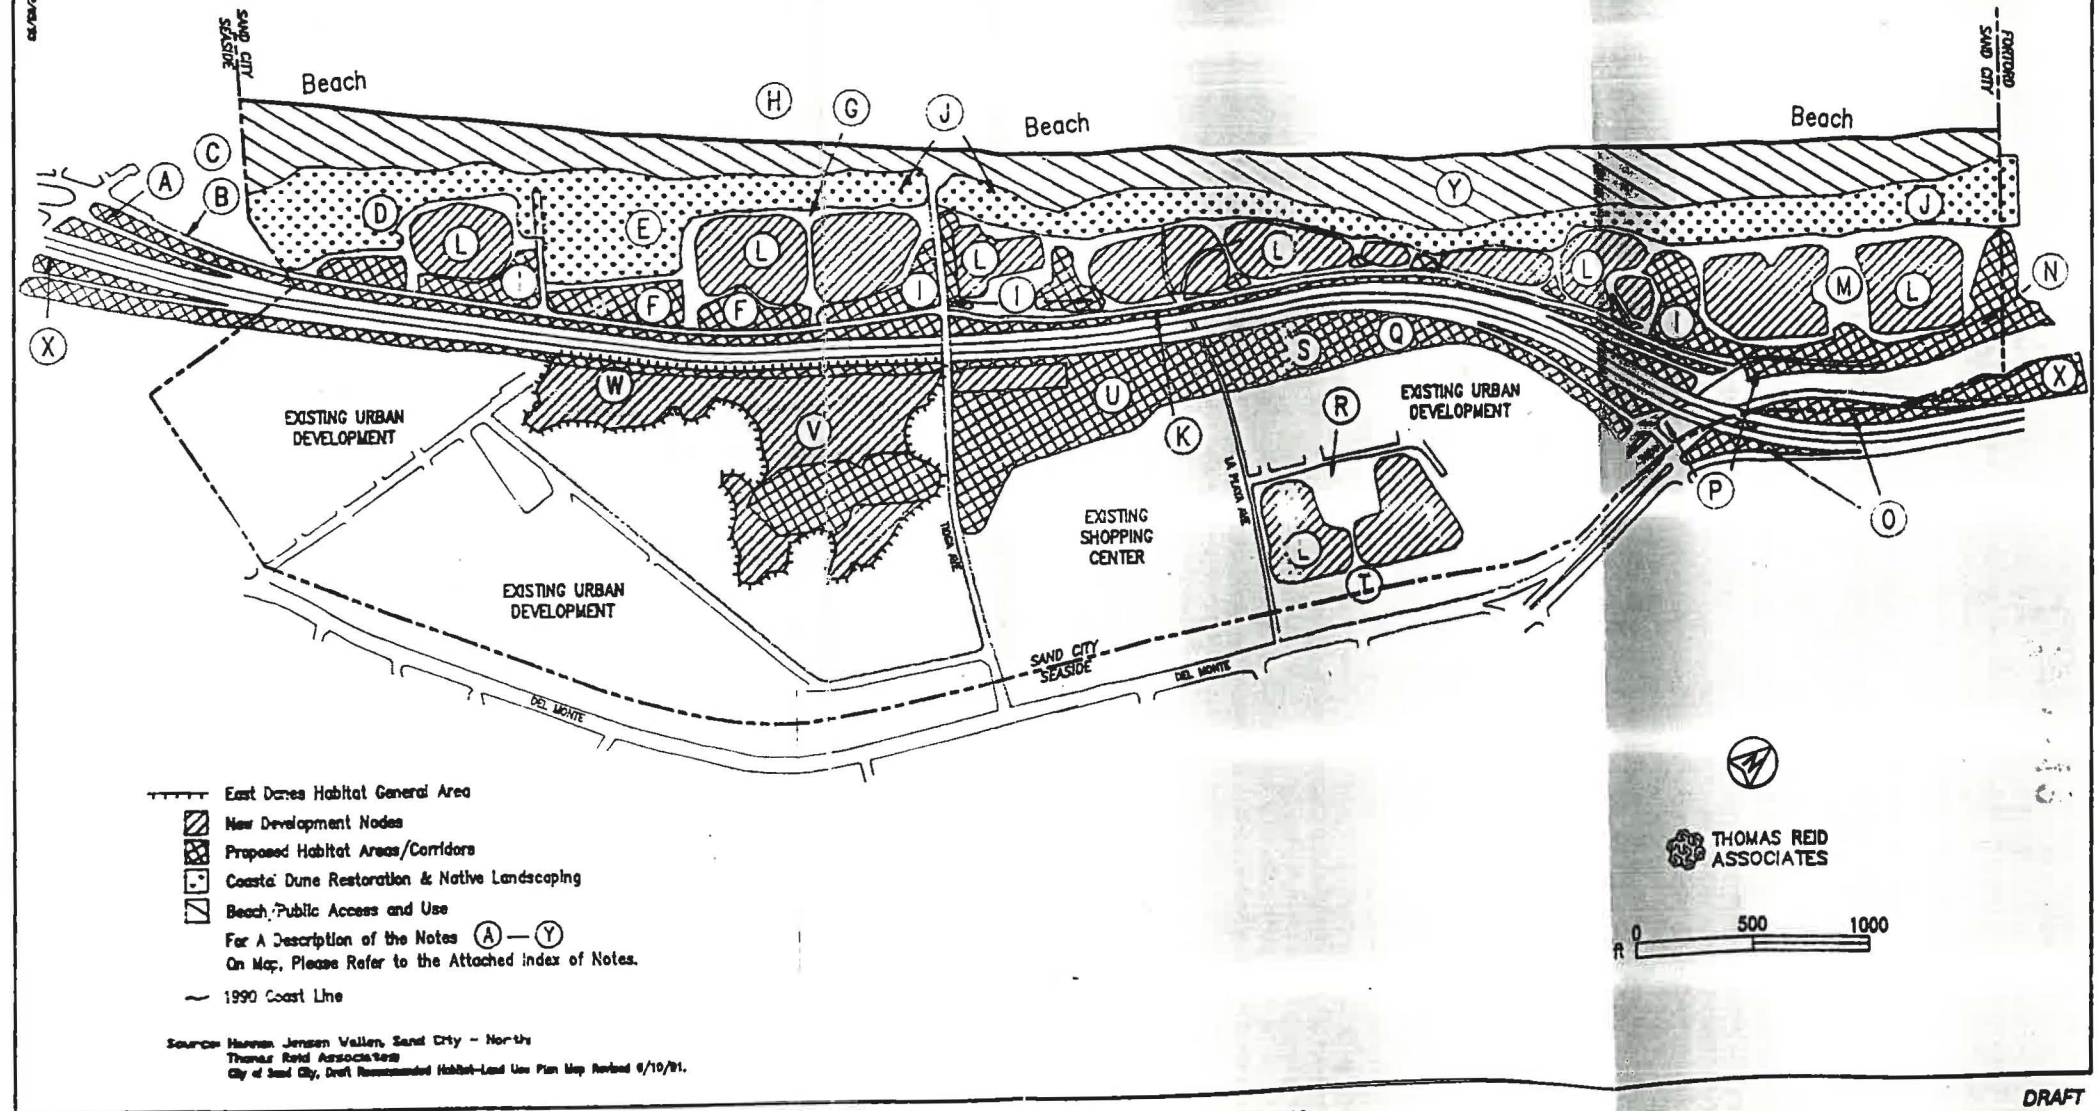 SAND CITY
SEASIDE
FORTORD
SAND CITY
Beach
Beach
Beach
H
G
J
C
A
B
D
E
Y
J
L
L
L
L
L
M
L
N
I
F
F
I
I
I
X
W
V
U
S
Q
K
R
X
P
O
L
T
EXISTING URBAN
DEVELOPMENT
EXISTING URBAN
DEVELOPMENT
EXISTING URBAN
DEVELOPMENT
EXISTING
SHOPPING
CENTER
TIOGA AVE
LA PLAYA AVE
SAND CITY
SEASIDE
DEL MONTE
DEL MONTE
East Dunes Habitat General Area
New Development Nodes
Proposed Habitat Areas/Corridors
Coastal Dune Restoration & Native Landscaping
Beach/Public Access and Use
For A Description of the Notes A — Y
On Map, Please Refer to the Attached Index of Notes.
1990 Coast Line
Source: Jensen Sand City - North;
Thomas Reid Associates
City of Sand City, Draft Recommended Habitat-Land Use Plan Map Revised 6/10/91.
N
THOMAS REID
ASSOCIATES
ft 0 500 1000
DRAFT